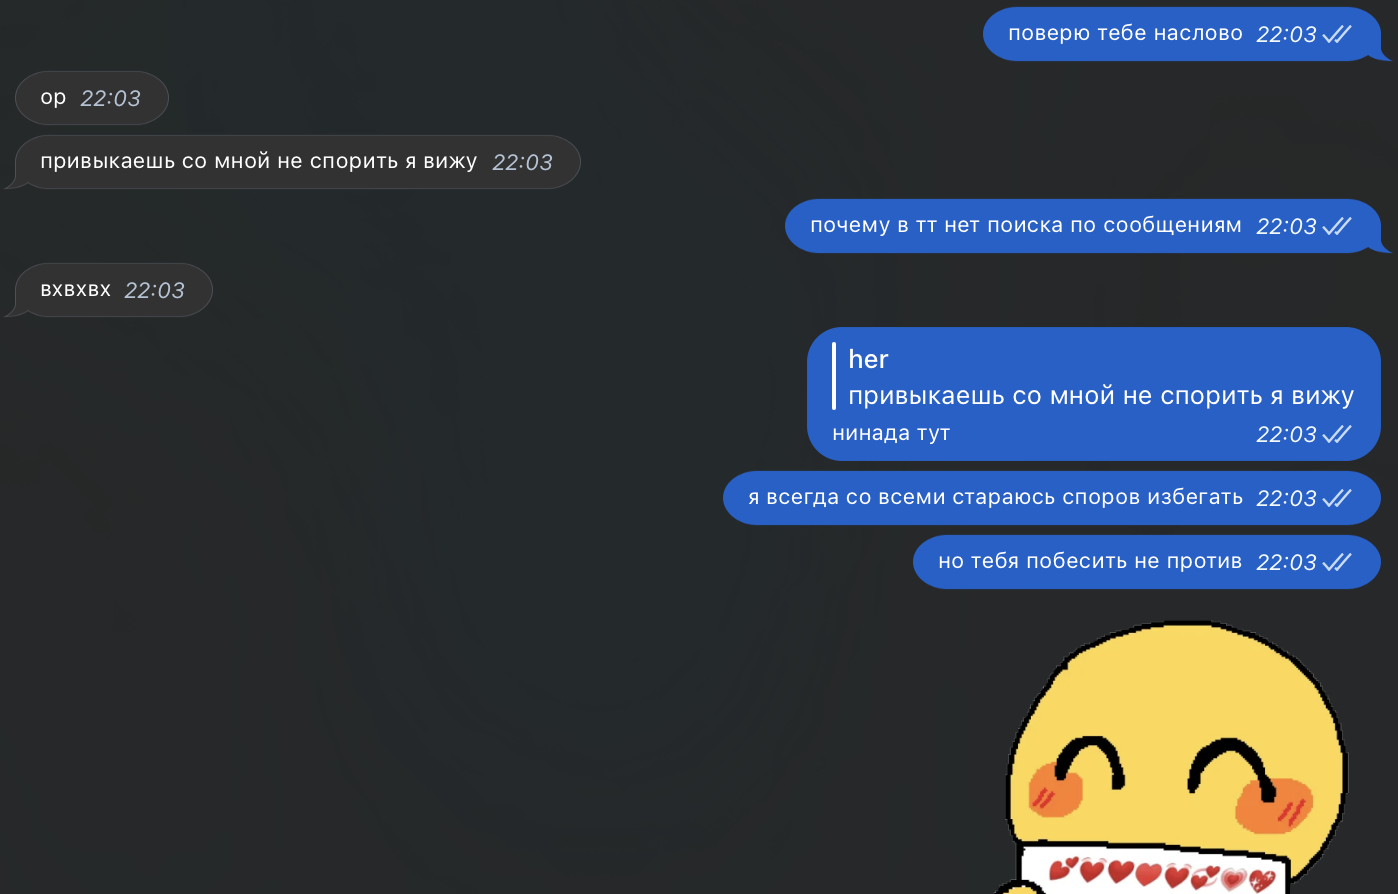 поверю тебе наслово 22:03
ор 22:03
привыкаешь со мной не спорить я вижу 22:03
почему в тт нет поиска по сообщениям 22:03
вхвхвх 22:03
her
привыкаешь со мной не спорить я вижу
нинада тут 22:03
я всегда со всеми стараюсь споров избегать 22:03
но тебя побесить не против 22:03